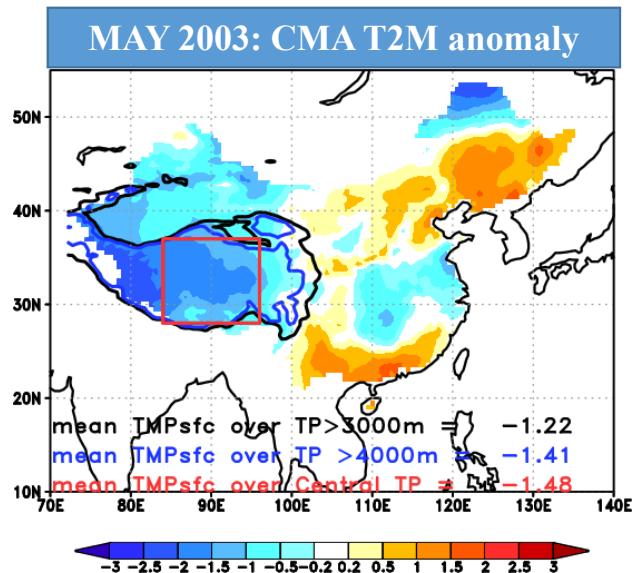 MAY 2003: CMA T2M anomaly
50N
40N
30N
20N
mean TMPsfc over TP>3000m = -1.22
mean TMPsfc over TP >4000m = -1.41
mean TMPsfc over Central TP = -1.48
10N
70E 80E 90E 100E 110E 120E 130E 140E
-3 -2.5 -2 -1.5 -1 -0.5 -0.2 0.2 0.5 1 1.5 2 2.5 3